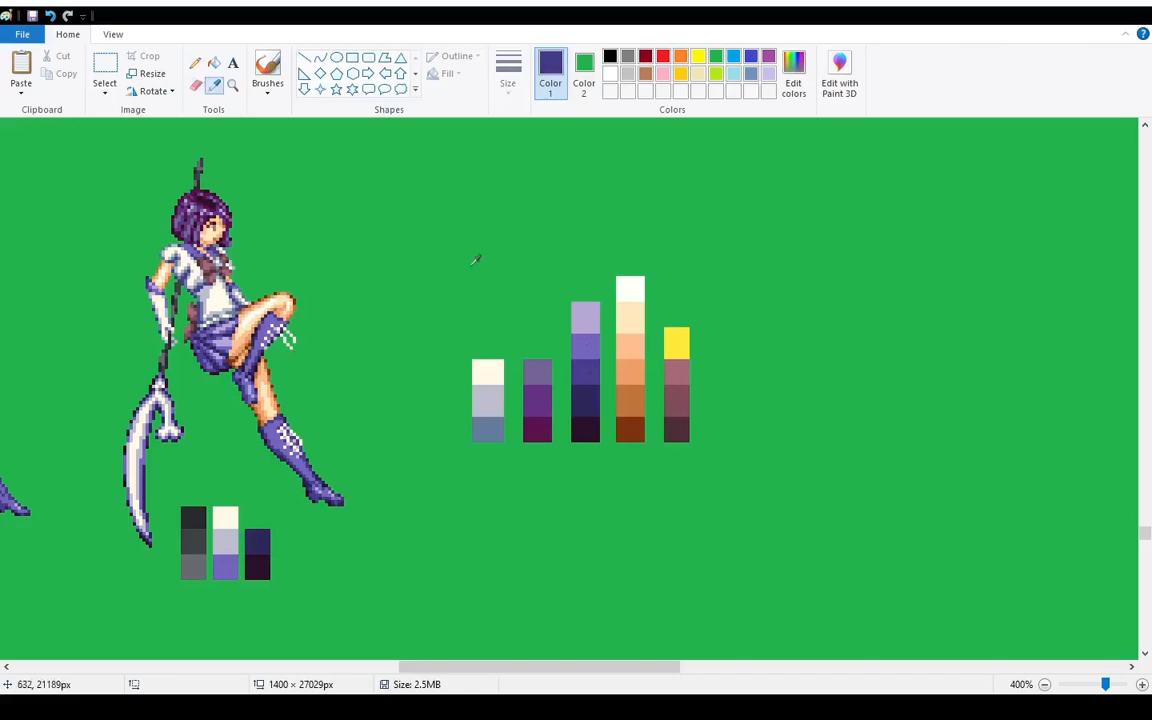 File Home View
Cut
Copy
Paste
Clipboard
Select
Crop
Resize
Rotate
Image
A
Tools
Brushes
Outline
Fill
Shapes
Size
Color
1
Color
2
Edit
colors
Colors
Edit with
Paint 3D
632, 21189px
1400 × 27029px
Size: 2.5MB
400%